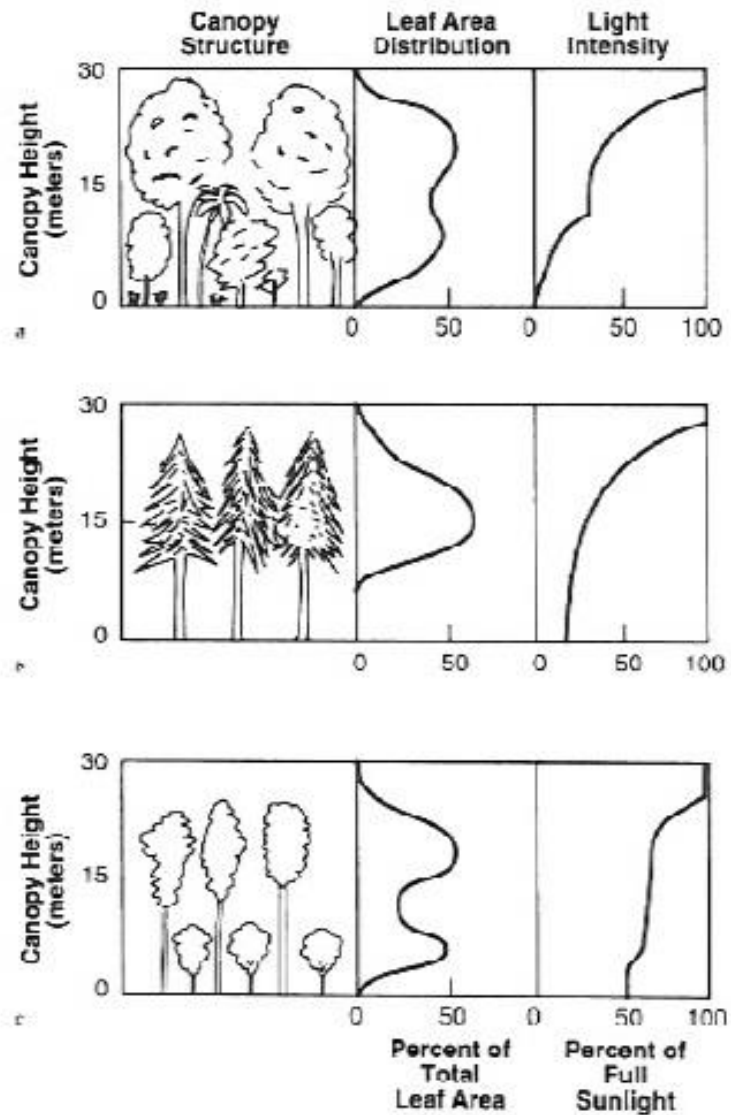 Canopy Structure
Leaf Area Distribution
Light Intensity
Canopy Height (meters)
30
15
0
0
50
0
50
100
a
Canopy Height (meters)
30
15
0
0
50
0
50
100
Canopy Height (meters)
30
15
0
0
50
0
50
100
Percent of Total Leaf Area
Percent of Full Sunlight